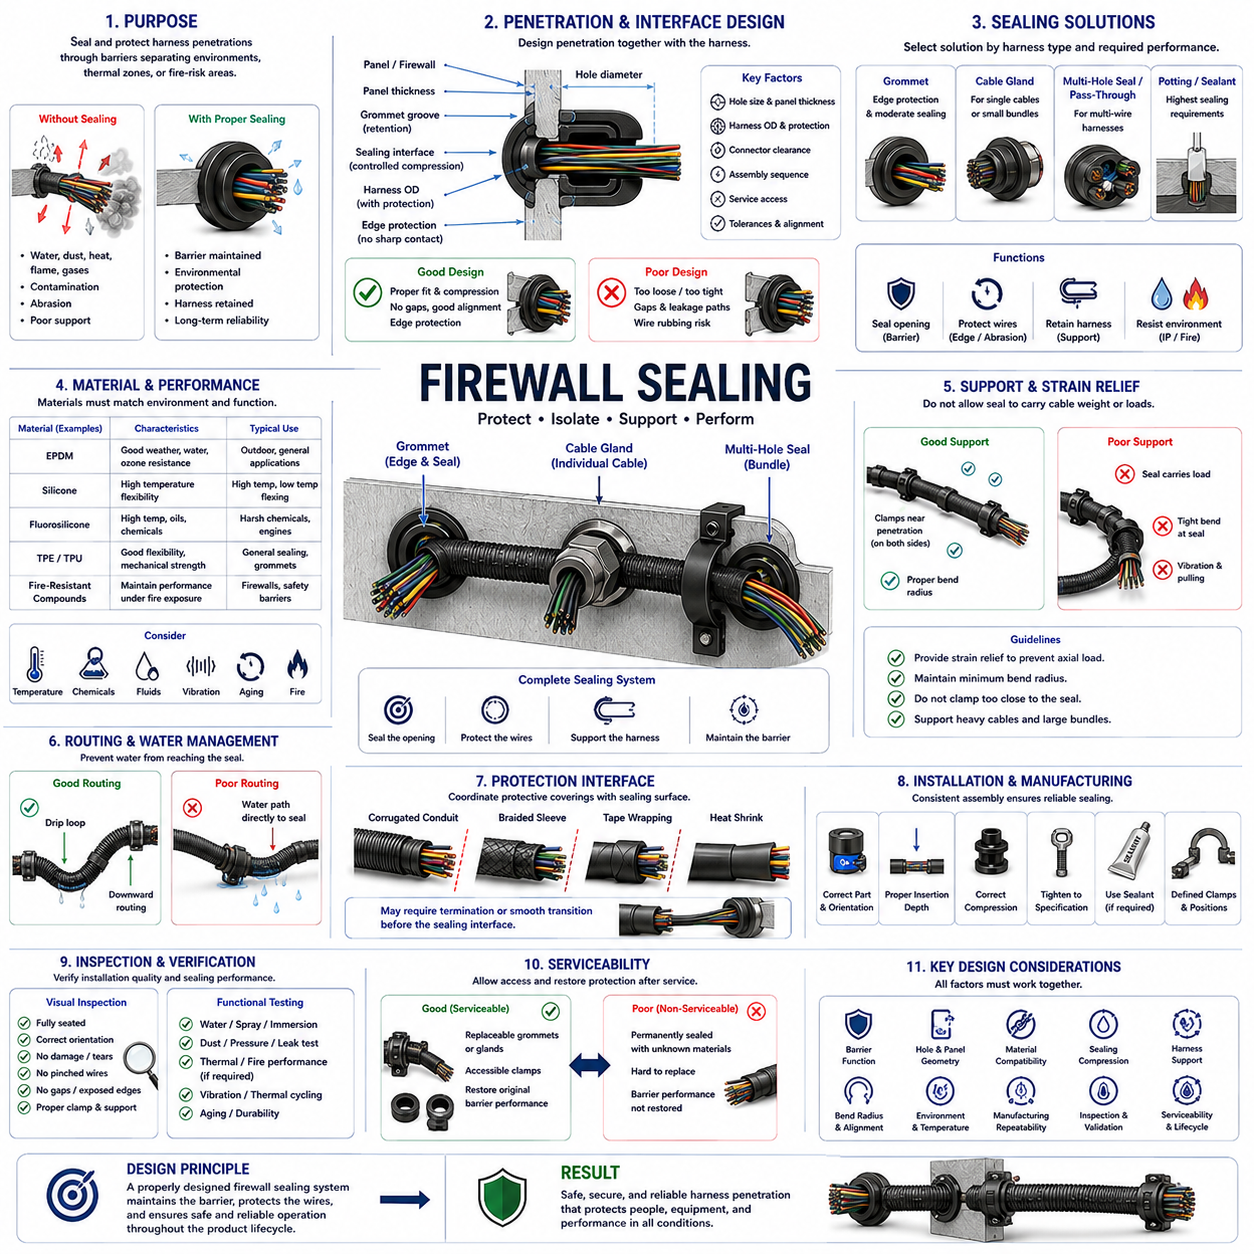 1. PURPOSE
Seal and protect harness penetrations
through barriers separating environments,
thermal zones, or fire-risk areas.
Without Sealing
Water, dust, heat,
flame, gases
Contamination
Abrasion
Poor support
With Proper Sealing
Barrier maintained
Environmental
protection
Harness retained
Long-term reliability
2. PENETRATION & INTERFACE DESIGN
Design penetration together with the harness.
Panel / Firewall
Panel thickness
Grommet groove
(retention)
Sealing interface
(controlled compression)
Harness OD
(with protection)
Edge protection
(no sharp contact)
Hole diameter
Key Factors
Hole size & panel thickness
Harness OD & protection
Connector clearance
Assembly sequence
Service access
Tolerances & alignment
Good Design
Proper fit & compression
No gaps, good alignment
Edge protection
Poor Design
Too loose / too tight
Gaps & leakage paths
Wire rubbing risk
3. SEALING SOLUTIONS
Select solution by harness type and required performance.
Grommet
Edge protection
& moderate sealing
Cable Gland
For single cables
or small bundles
Multi-Hole Seal /
Pass-Through
For multi-wire
harnesses
Potting / Sealant
Highest sealing
requirements
Functions
Seal opening
(Barrier)
Protect wires
(Edge / Abrasion)
Retain harness
(Support)
Resist environment
(IP / Fire)
FIREWALL SEALING
Protect • Isolate • Support • Perform
Grommet
(Edge & Seal)
Cable Gland
(Individual Cable)
Multi-Hole Seal
(Bundle)
Complete Sealing System
Seal the opening
Protect the wires
Support the harness
Maintain the barrier
4. MATERIAL & PERFORMANCE
Materials must match environment and function.
Material (Examples) Characteristics Typical Use
EPDM
Good weather, water,
ozone resistance
Outdoor, general
applications
Silicone
High temperature
flexibility
High temp, low temp
flexing
Fluorosilicone
High temp, oils,
chemicals
Harsh chemicals,
engines
TPE / TPU
Good flexibility,
mechanical strength
General sealing,
grommets
Fire-Resistant
Compounds
Maintain performance
under fire exposure
Firewalls, safety
barriers
Consider
Temperature
Chemicals
Fluids
Vibration
Aging
Fire
5. SUPPORT & STRAIN RELIEF
Do not allow seal to carry cable weight or loads.
Good Support
Clamps near
penetration
(on both sides)
Proper bend
radius
Poor Support
Seal carries load
Tight bend
at seal
Vibration &
pulling
Guidelines
Provide strain relief to prevent axial load.
Maintain minimum bend radius.
Do not clamp too close to the seal.
Support heavy cables and large bundles.
6. ROUTING & WATER MANAGEMENT
Prevent water from reaching the seal.
Good Routing
Drip loop
Downward
routing
Poor Routing
Water path
directly to seal
7. PROTECTION INTERFACE
Coordinate protective coverings with sealing surface.
Corrugated Conduit
Braided Sleeve
Tape Wrapping
Heat Shrink
May require termination or smooth transition
before the sealing interface.
8. INSTALLATION & MANUFACTURING
Consistent assembly ensures reliable sealing.
Correct Part
& Orientation
Proper Insertion
Depth
Correct
Compression
Tighten to
Specification
SEALANT
Use Sealant
(if required)
Defined Clamps
& Positions
9. INSPECTION & VERIFICATION
Verify installation quality and sealing performance.
Visual Inspection
Fully seated
Correct orientation
No damage / tears
No pinched wires
No gaps / exposed edges
Proper clamp & support
Functional Testing
Water / Spray / Immersion
Dust / Pressure / Leak test
Thermal / Fire performance
(if required)
Vibration / Thermal cycling
Aging / Durability
10. SERVICEABILITY
Allow access and restore protection after service.
Good (Serviceable)
Replaceable grommets
or glands
Accessible clamps
Restore original
barrier performance
Poor (Non-Serviceable)
Permanently sealed
with unknown materials
Hard to replace
Barrier performance
not restored
11. KEY DESIGN CONSIDERATIONS
All factors must work together.
Barrier
Function
Hole & Panel
Geometry
Material
Compatibility
Sealing
Compression
Harness
Support
Bend Radius
& Alignment
Environment
& Temperature
Manufacturing
Repeatability
Inspection &
Validation
Serviceability
& Lifecycle
DESIGN PRINCIPLE
A properly designed firewall sealing system
maintains the barrier, protects the wires,
and ensures safe and reliable operation
throughout the product lifecycle.
RESULT
Safe, secure, and reliable harness penetration
that protects people, equipment, and
performance in all conditions.